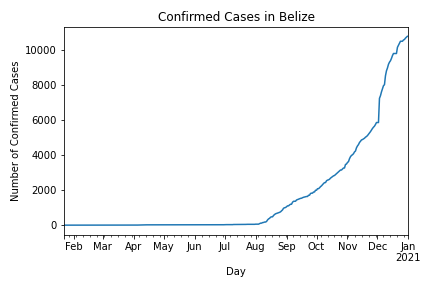 Confirmed Cases in Belize
Number of Confirmed Cases
10000
8000
6000
4000
2000
0
Feb Mar Apr May Jun Jul Aug Sep Oct Nov Dec Jan
2021
Day